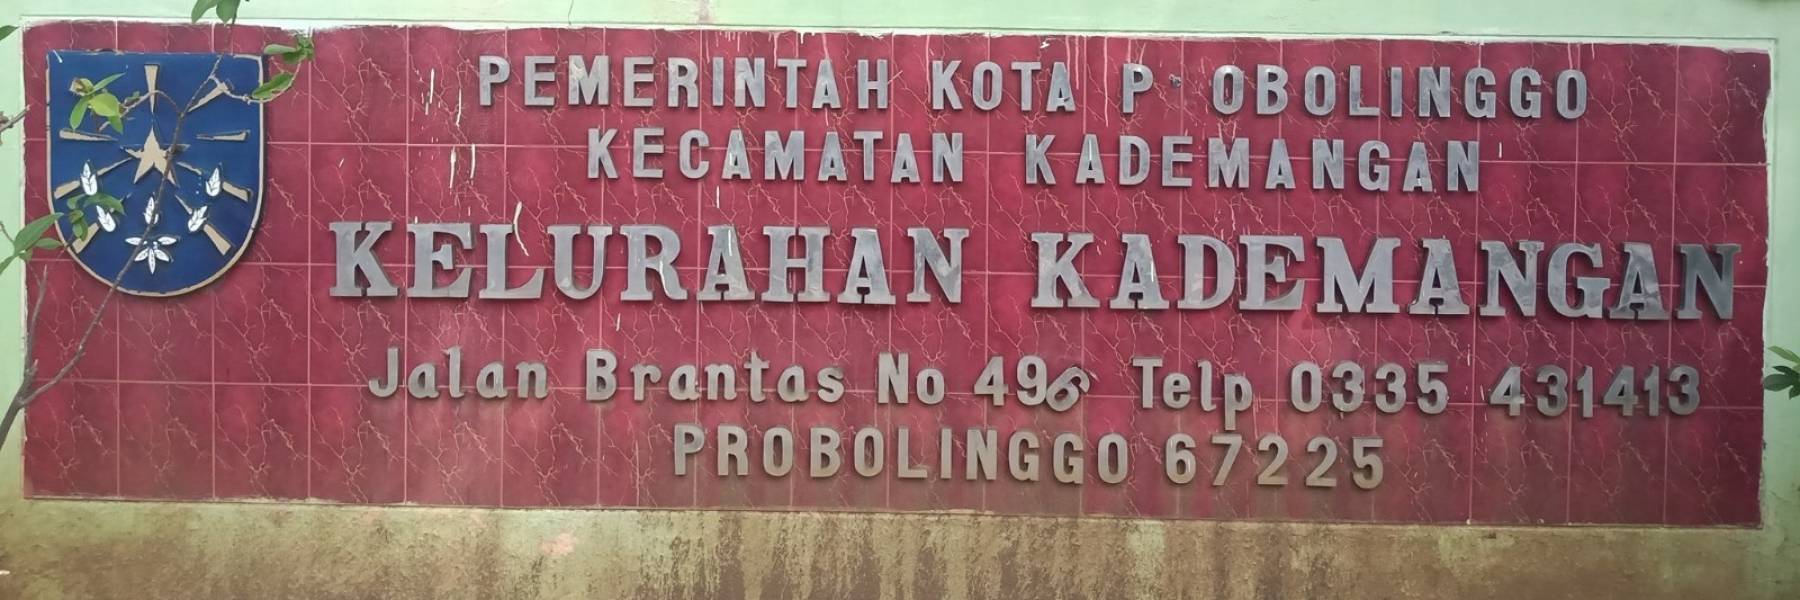 PEMERINTAH KOTA P OBOLINGGO
KECAMATAN KADEMANGAN
KELURAHAN KADEMANGAN
Jalan Brantas No 496 Telp 0335 431413
PROBOLINGGO 67225